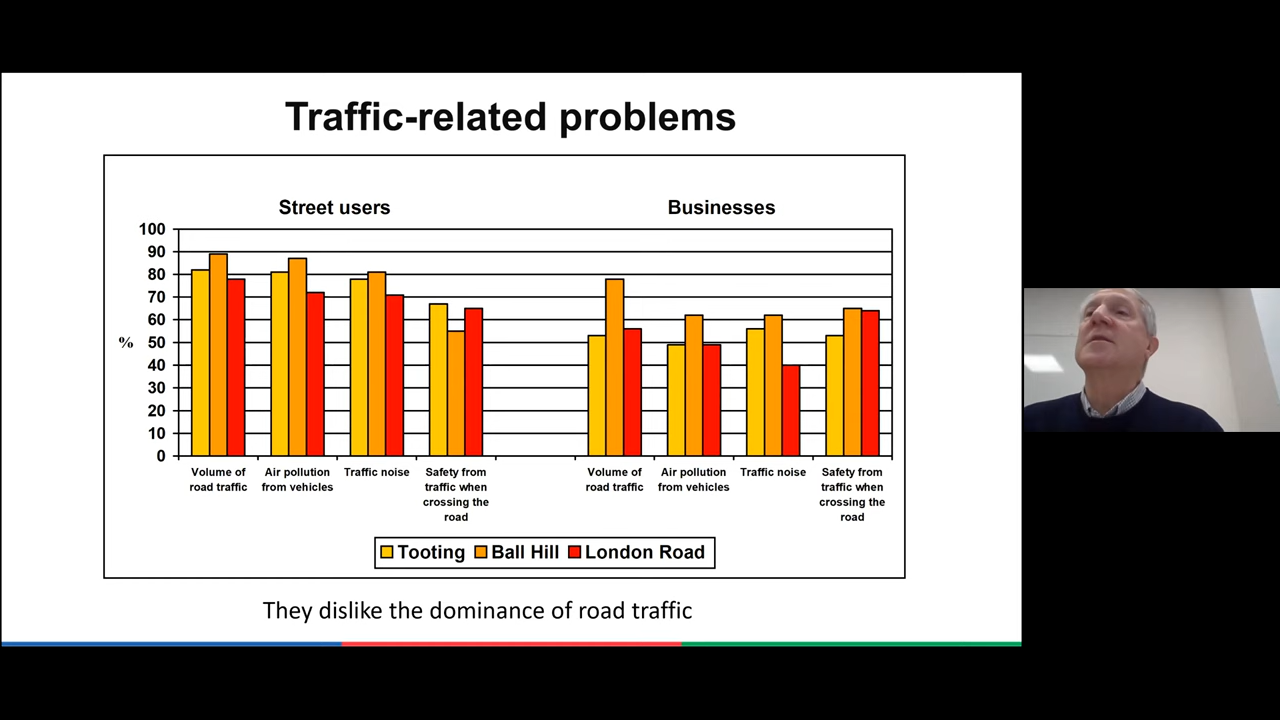 Traffic-related problems
Street users
Businesses
100
90
80
70
60
50
40
30
20
10
0
%
Volume of
road traffic
Air pollution
from vehicles
Traffic noise
Safety from
traffic when
crossing the
road
Volume of
road traffic
Air pollution
from vehicles
Traffic noise
Safety from
traffic when
crossing the
road
Tooting Ball Hill London Road
They dislike the dominance of road traffic